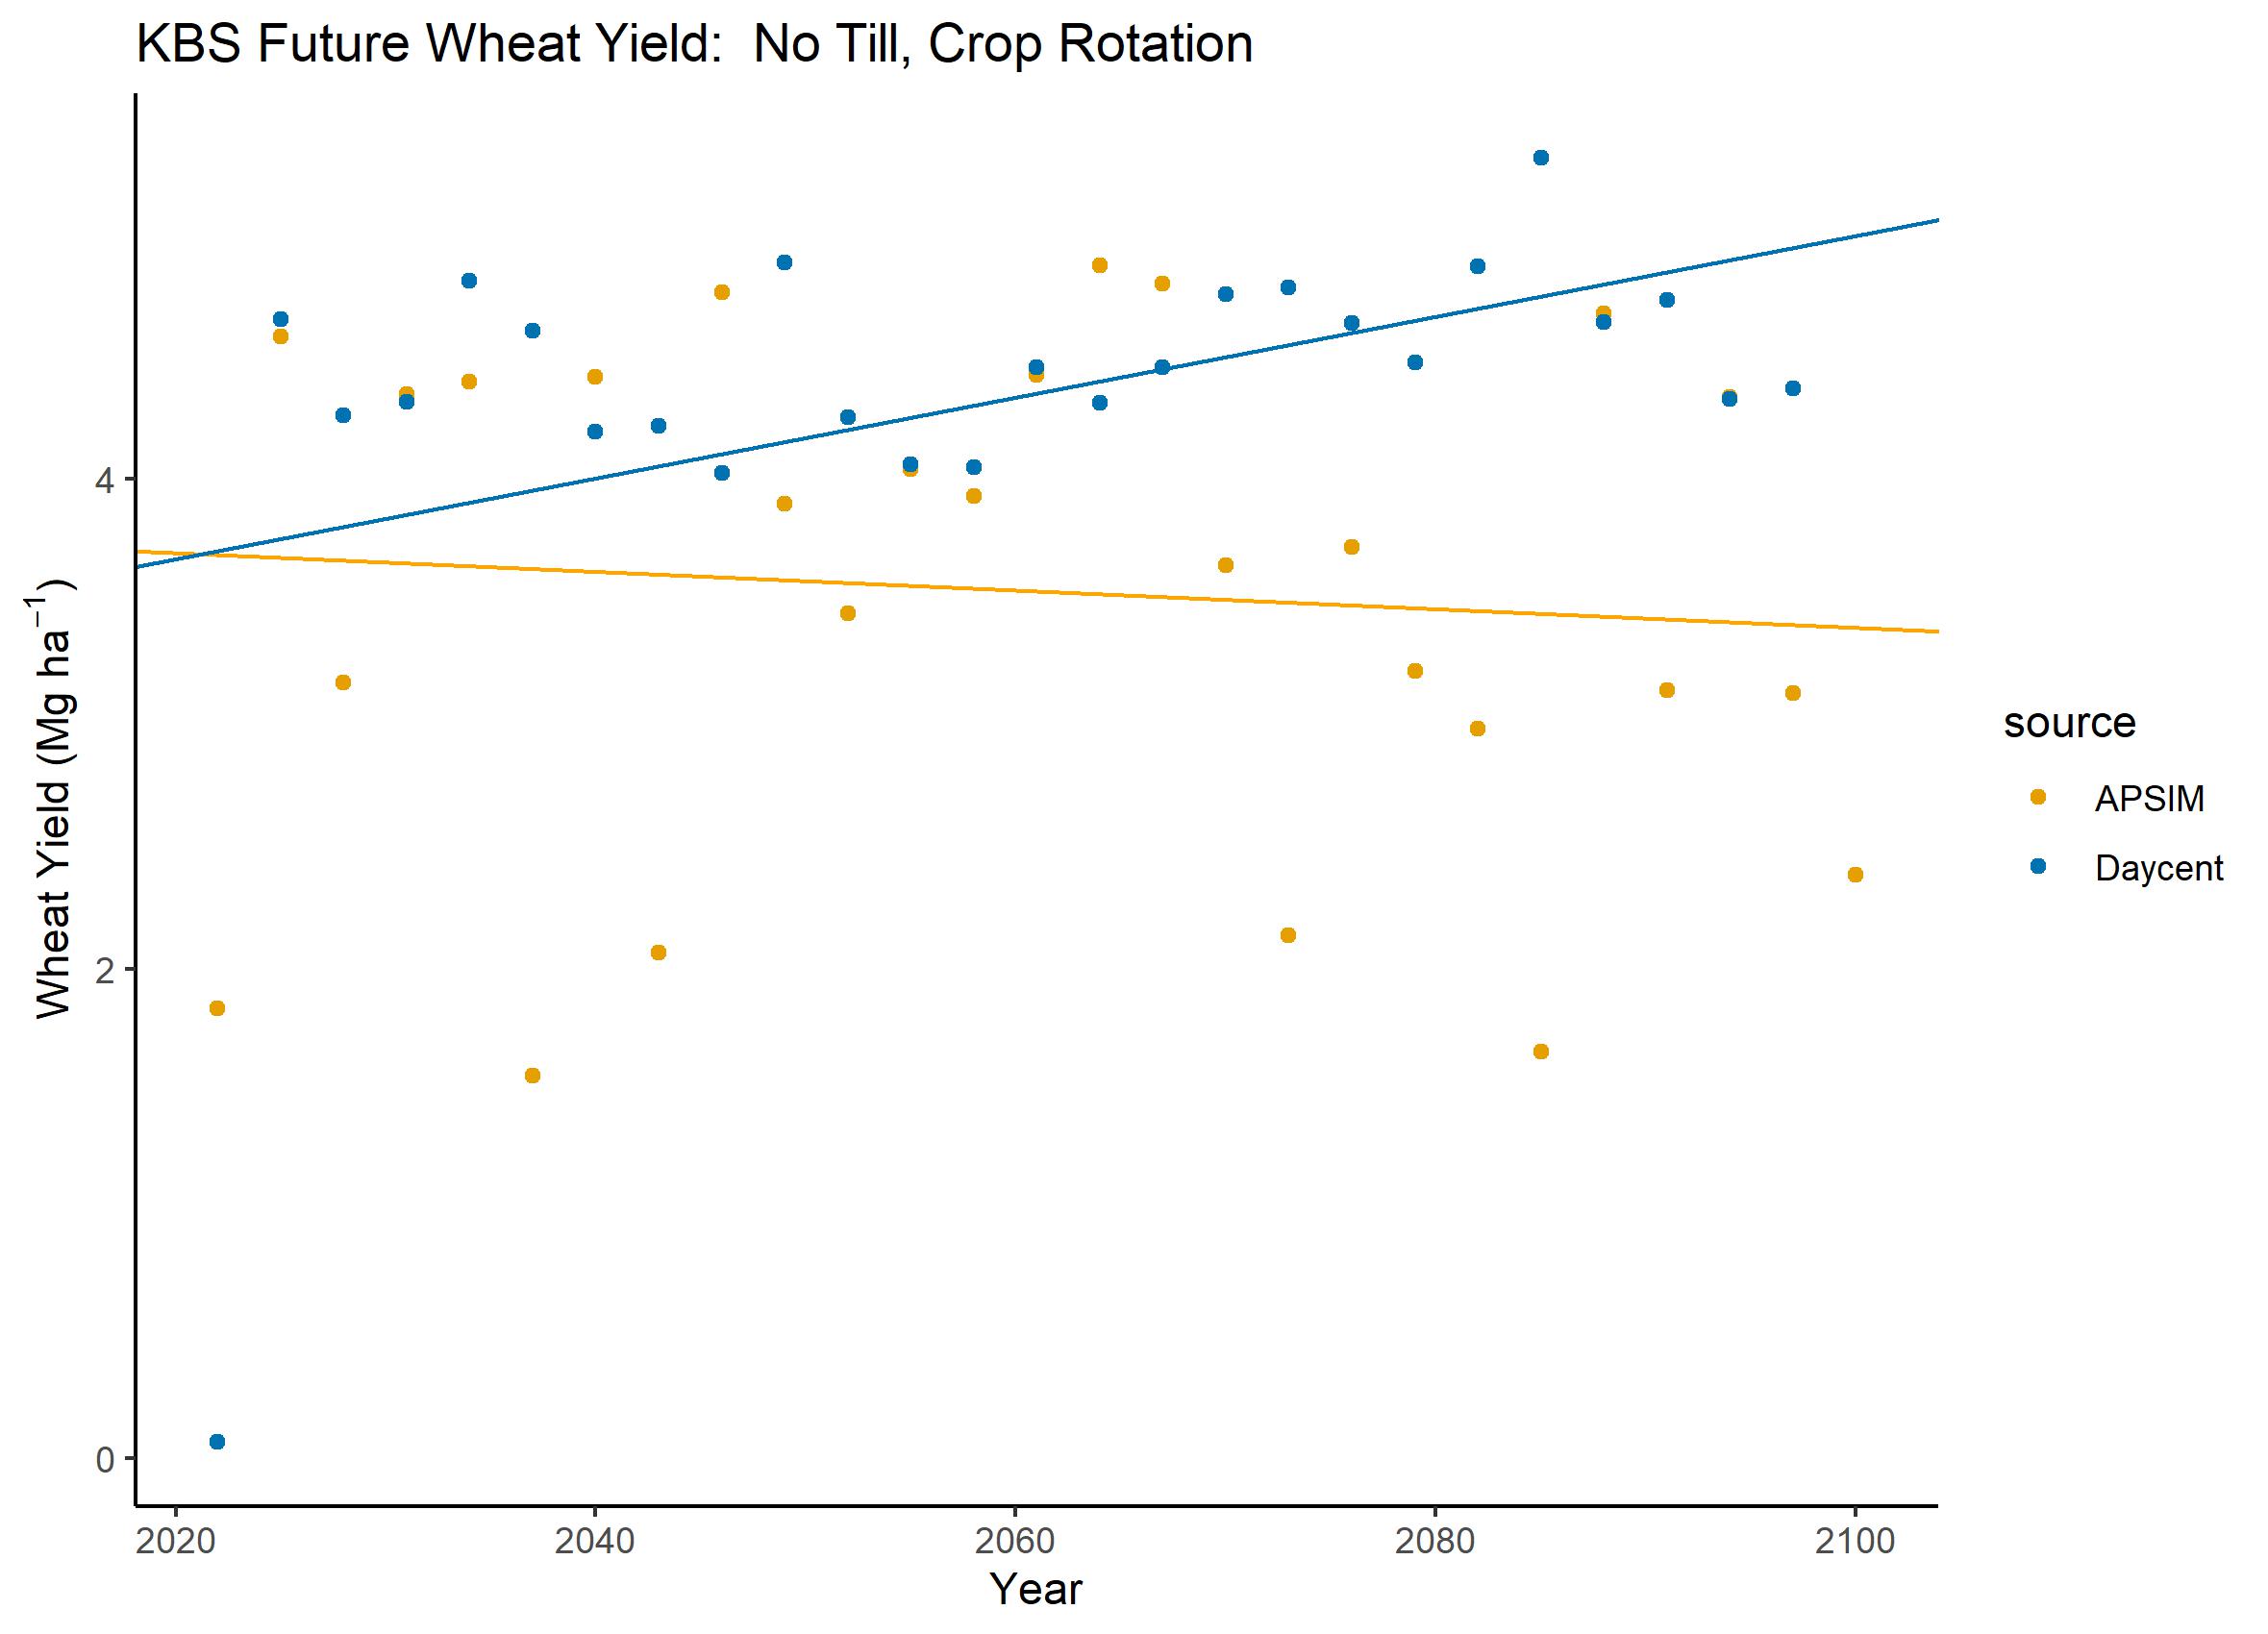 KBS Future Wheat Yield:  No Till, Crop Rotation
Wheat Yield (Mg ha⁻¹)
4
2
0
2020 2040 2060 2080 2100
Year
source
APSIM
Daycent